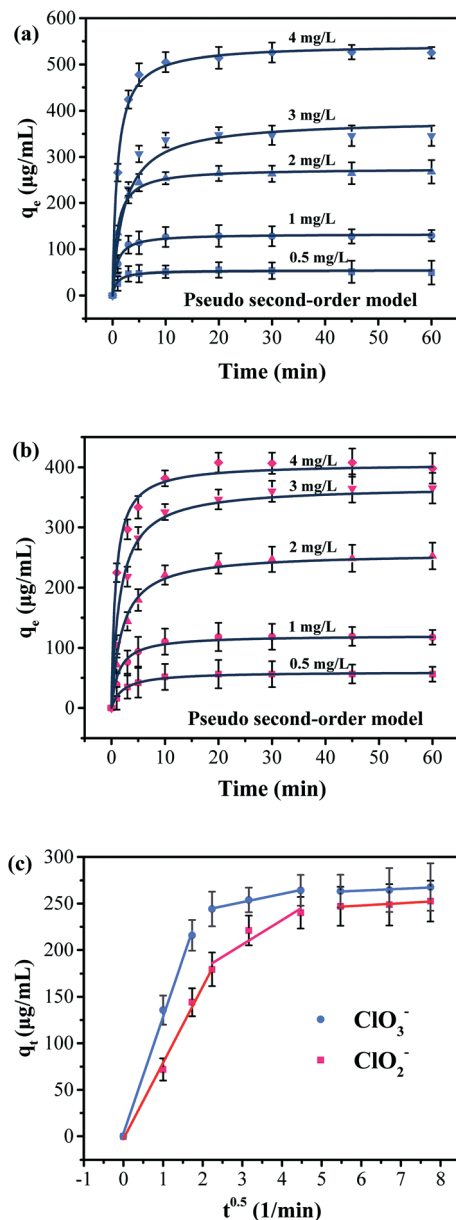 (a)
600
500
400
300
200
100
0
qₑ (μg/mL)
4 mg/L
3 mg/L
2 mg/L
1 mg/L
0.5 mg/L
Pseudo second-order model
0 10 20 30 40 50 60
Time (min)
(b)
400
300
200
100
0
qₑ (μg/mL)
4 mg/L
3 mg/L
2 mg/L
1 mg/L
0.5 mg/L
Pseudo second-order model
0 10 20 30 40 50 60
Time (min)
(c)
300
250
200
150
100
50
0
qₜ (μg/mL)
ClO₃⁻
ClO₂⁻
-1 0 1 2 3 4 5 6 7 8
t⁰·⁵ (1/min)